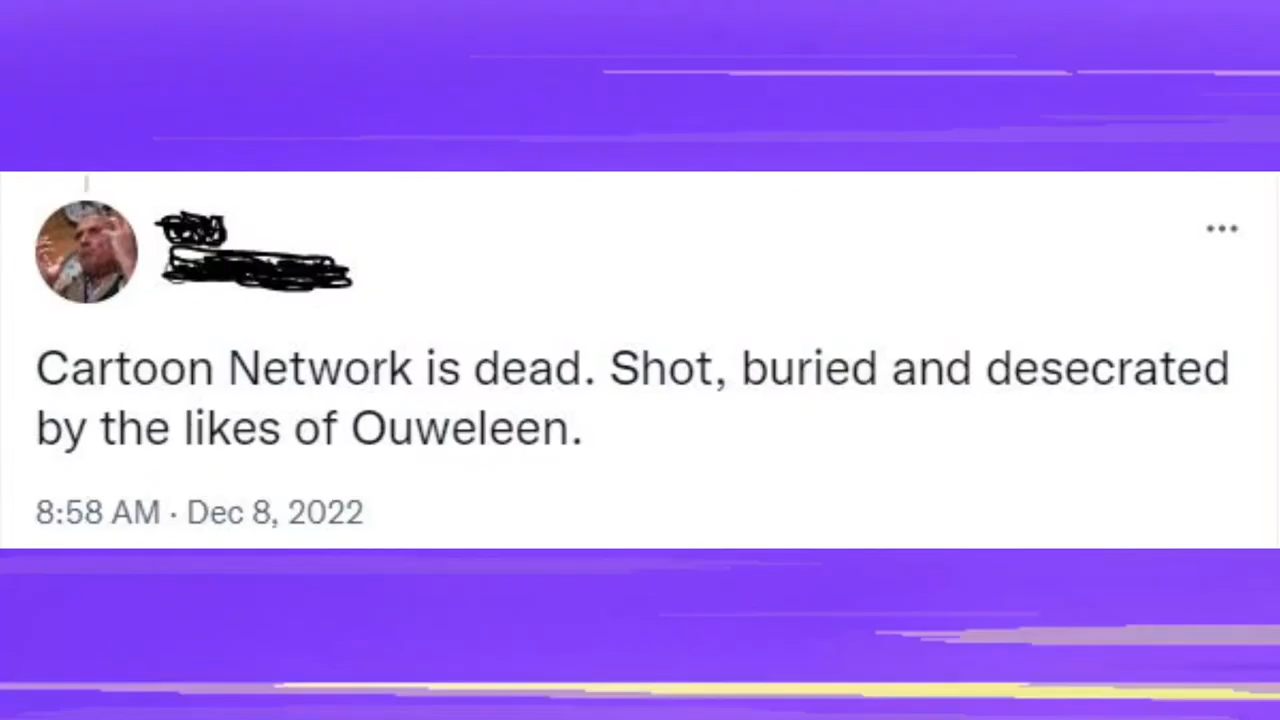 Cartoon Network is dead. Shot, buried and desecrated
by the likes of Ouweleen.
8:58 AM · Dec 8, 2022